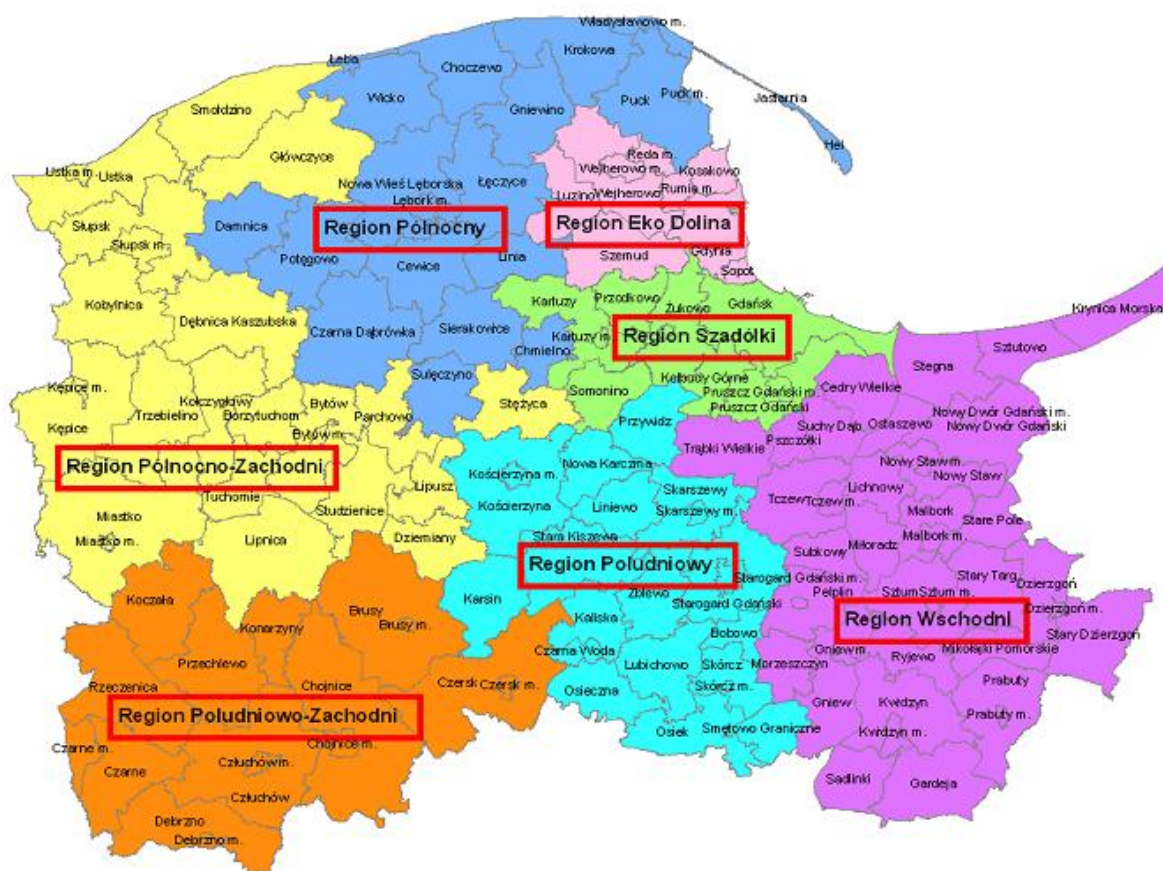 Władysławowo m.
Krokowa
Łeba
Choczewo
Wicko
Puck m.
Puck
Jastarnia
Smołdzino
Gniewino
Hel
Główczyce
Reda m.
Ustka m.
Ustka
Wejherowo m.
Kosakowo
Nowa Wieś Lęborska
Łęczyce
Luzino
Wejherowo
Rumia m.
Lębork m.
Słupsk
Damnica
Region Północny
Region Eko Dolina
Słupsk m.
Potęgowo
Cewice
Linia
Szemud
Gdynia
Sopot
Kobylnica
Kartuzy
Przodkowo
Żukowo
Gdańsk
Krynica Morska
Dębnica Kaszubska
Czarna Dąbrówka
Sierakowice
Kartuzy m.
Region Szadółki
Chmielno
Sztutowo
Stegna
Kępice m.
Sulęczyno
Somonino
Kolbudy Górne
Pruszcz Gdański m.
Cedry Wielkie
Kołczygłowy
Bytów
Stężyca
Pruszcz Gdański
Trzebielino
Borzytuchom
Parchowo
Przywidz
Suchy Dąb
Ostaszewo
Nowy Dwór Gdański m.
Kępice
Bytów m.
Nowy Dwór Gdański
Trąbki Wielkie
Pszczółki
Region Północno-Zachodni
Kościerzyna m.
Nowa Karczma
Nowy Staw m.
Lipusz
Nowy Staw
Tuchomie
Kościerzyna
Liniewo
Skarszewy
Tczew
Tczew m.
Lichnowy
Studzienice
Skarszewy m.
Malbork
Miastko
Stare Pole
Miastko m.
Lipnica
Dziemiany
Stara Kiszewa
Miłoradz
Malbork m.
Subkowy
Region Południowy
Stary Targ
Starogard Gdański m.
Dzierzgoń
Koczała
Karsin
Zblewo
Pelplin
Sztum
Sztum m.
Brusy
Starogard Gdański
Dzierzgoń m.
Brusy m.
Kaliska
Region Wschodni
Konarzyny
Bobowo
Stary Dzierzgoń
Czarna Woda
Gniew m.
Ryjewo
Mikołajki Pomorskie
Przechlewo
Lubichowo
Skórcz
Morzeszczyn
Rzeczenica
Chojnice
Czersk
Czersk m.
Osieczna
Skórcz m.
Prabuty
Region Południowo-Zachodni
Gniew
Kwidzyn
Prabuty m.
Osiek
Smętowo Graniczne
Czarne m.
Chojnice m.
Kwidzyn m.
Czarne
Człuchów m.
Sadlinki
Gardeja
Człuchów
Debrzno
Debrzno m.